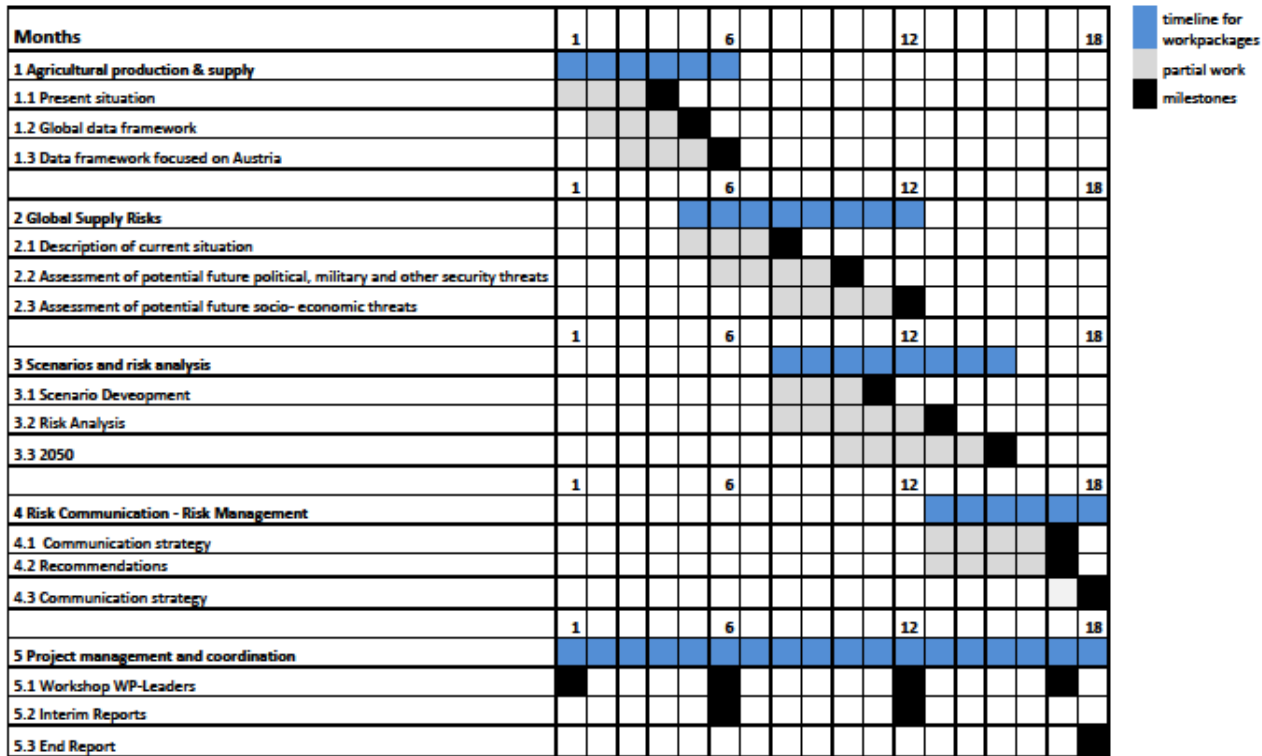 Months 1 6 12 18
1 Agricultural production & supply
1.1 Present situation
1.2 Global data framework
1.3 Data framework focused on Austria
1 6 12 18
2 Global Supply Risks
2.1 Description of current situation
2.2 Assessment of potential future political, military and other security threats
2.3 Assessment of potential future socio- economic threats
1 6 12 18
3 Scenarios and risk analysis
3.1 Scenario Deveopment
3.2 Risk Analysis
3.3 2050
1 6 12 18
4 Risk Communication - Risk Management
4.1 Communication strategy
4.2 Recommendations
4.3 Communication strategy
1 6 12 18
5 Project management and coordination
5.1 Workshop WP-Leaders
5.2 Interim Reports
5.3 End Report
timeline for
workpackages
partial work
milestones